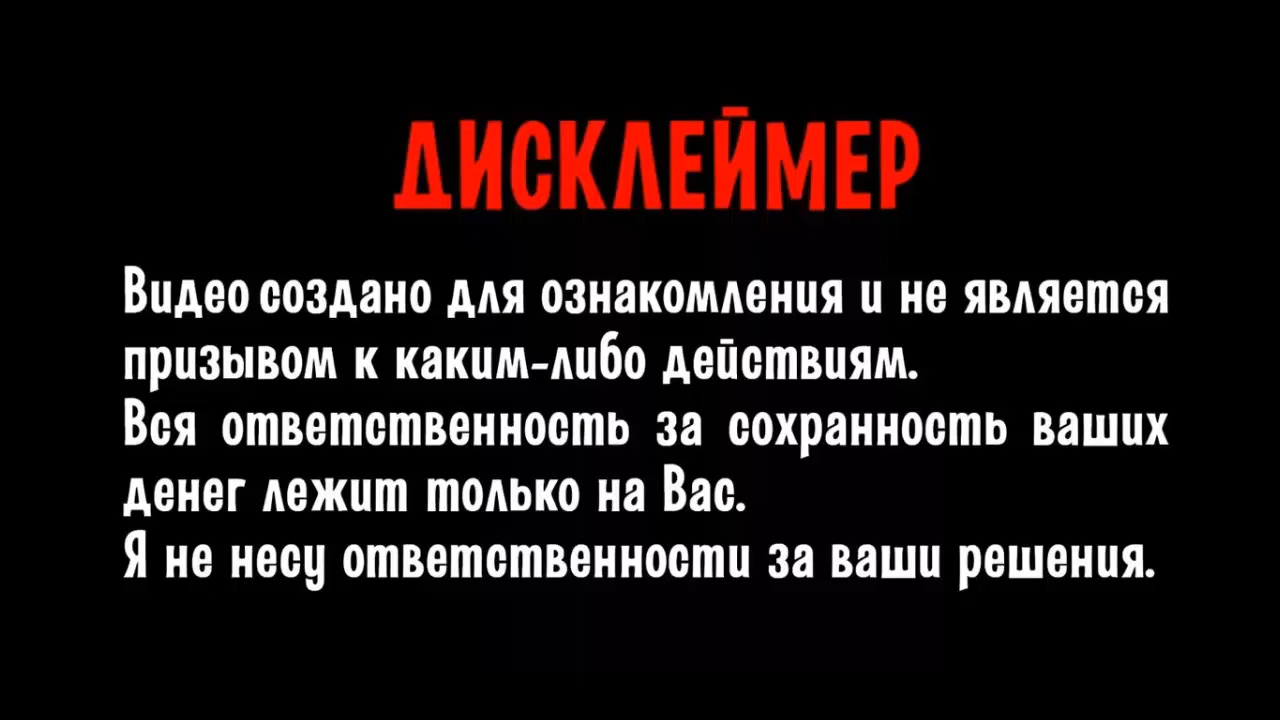 ДИСКЛЕЙМЕР
Видео создано для ознакомления и не является
призывом к каким-либо действиям.
Вся ответственность за сохранность ваших
денег лежит только на Вас.
Я не несу ответственности за ваши решения.